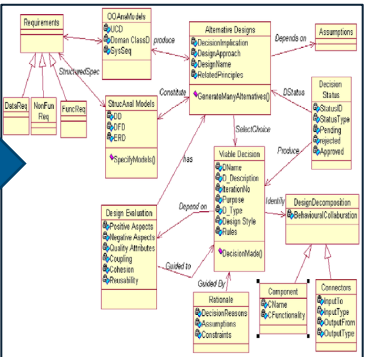 Requirements
OOAnaModels
UCD
Doman ClassD
SysSeq
produce
Alternative Designs
DecisionImplication
DesignApproach
DesignName
RelatedPrinciples
GenerateManyAlternatives()
Depends on
Assumptions
StructuredSpec
DataReq
NonFun
Req
FuncReq
Constitute
StrucAnal Models
DD
DFD
ERD
SpecifyModels()
DStatus
Decision
Status
StatusID
StatusType
Pending
rejected
Approved
SelectChoice
Produce
has
Viable Decision
DName
D_Description
IterationNo
Purpose
D_Type
Design Style
Rules
DecisionMade()
Identify
DesignDecomposition
BehaviouralCollaburation
Design Evaluation
Positive Aspects
Negative Aspects
Quality Attributes
Coupling
Cohesion
Reusability
Depend on
Guided to
Guided By
Rationale
DecisionReasons
Assumptions
Constraints
Component
CName
CFunctionality
Connectors
InputTo
InputType
OutputFrom
OutputType